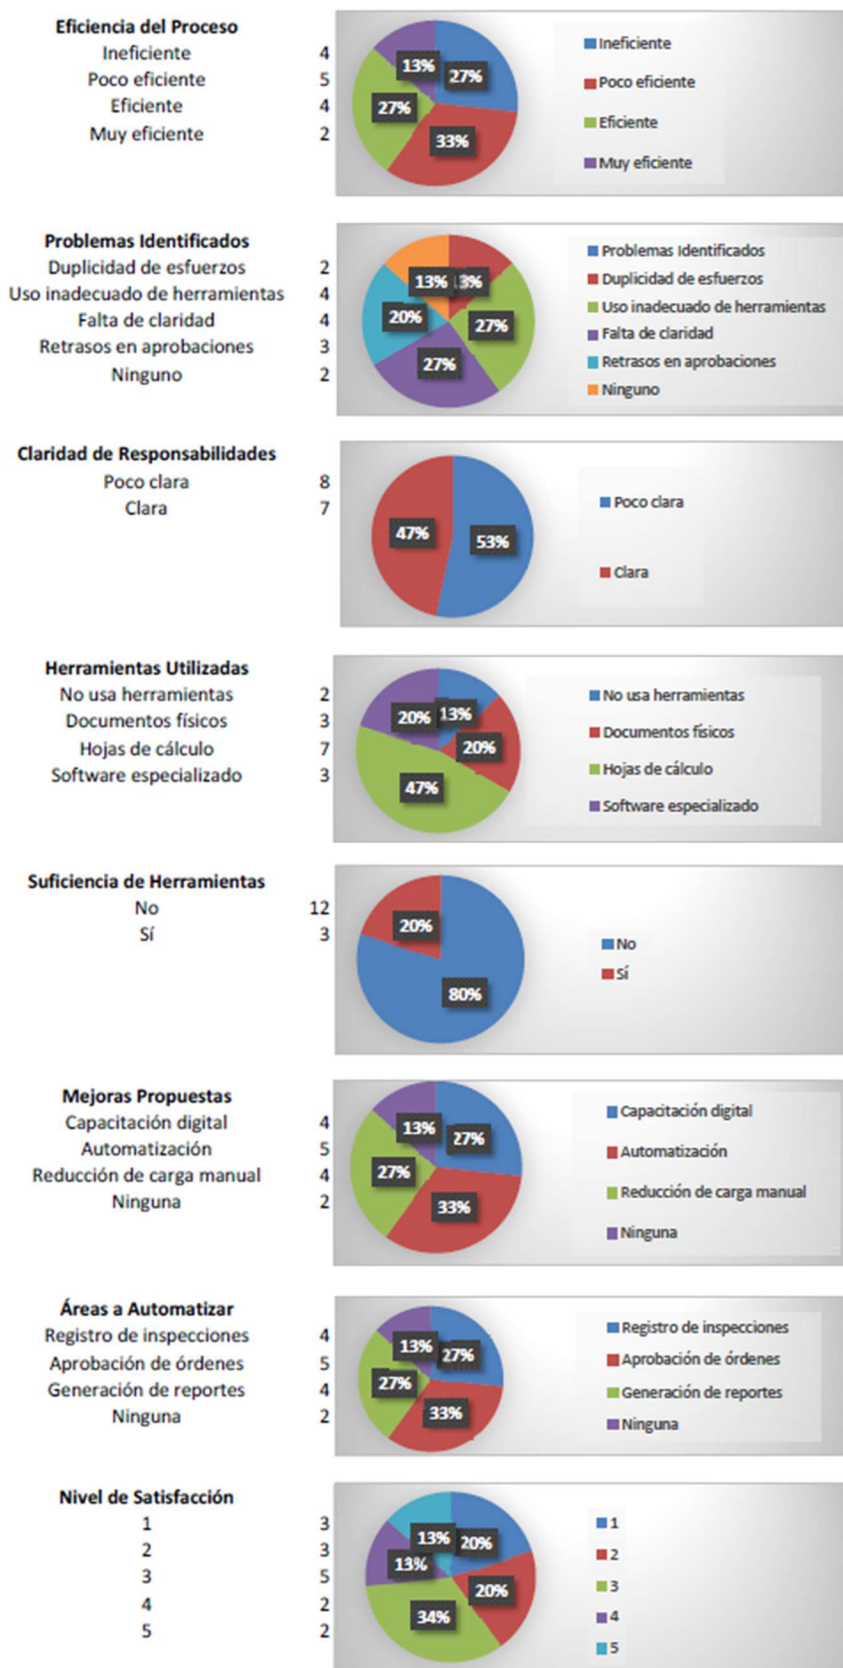 Eficiencia del Proceso
Ineficiente 4
Poco eficiente 5
Eficiente 4
Muy eficiente 2
13% 27%
27%
33%
Ineficiente
Poco eficiente
Eficiente
Muy eficiente
Problemas Identificados
Duplicidad de esfuerzos 2
Uso inadecuado de herramientas 4
Falta de claridad 4
Retrasos en aprobaciones 3
Ninguno 2
13% 13%
20% 27%
27%
Problemas Identificados
Duplicidad de esfuerzos
Uso inadecuado de herramientas
Falta de claridad
Retrasos en aprobaciones
Ninguno
Claridad de Responsabilidades
Poco clara 8
Clara 7
47% 53%
Poco clara
Clara
Herramientas Utilizadas
No usa herramientas 2
Documentos físicos 3
Hojas de cálculo 7
Software especializado 3
20% 13%
20%
47%
No usa herramientas
Documentos físicos
Hojas de cálculo
Software especializado
Suficiencia de Herramientas
No 12
Sí 3
20%
80%
No
Sí
Mejoras Propuestas
Capacitación digital 4
Automatización 5
Reducción de carga manual 4
Ninguna 2
13% 27%
27%
33%
Capacitación digital
Automatización
Reducción de carga manual
Ninguna
Áreas a Automatizar
Registro de inspecciones 4
Aprobación de órdenes 5
Generación de reportes 4
Ninguna 2
13% 27%
27%
33%
Registro de inspecciones
Aprobación de órdenes
Generación de reportes
Ninguna
Nivel de Satisfacción
1 3
2 3
3 5
4 2
5 2
13% 20%
13%
20%
34%
1
2
3
4
5